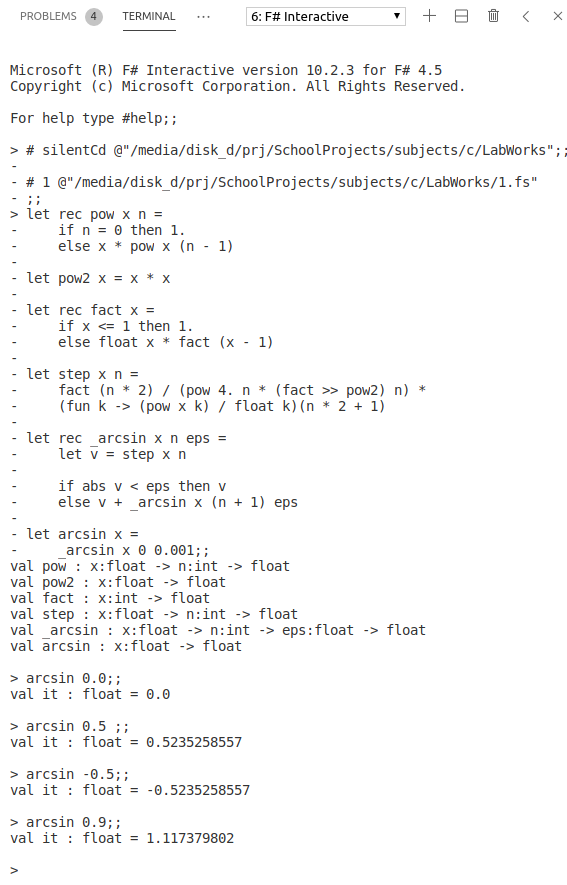 PROBLEMS 4 TERMINAL ··· 6: F# Interactive
Microsoft (R) F# Interactive version 10.2.3 for F# 4.5
Copyright (c) Microsoft Corporation. All Rights Reserved.
For help type #help;;
> # silentCd @"/media/disk_d/prj/SchoolProjects/subjects/c/LabWorks";;
-
- # 1 @"/media/disk_d/prj/SchoolProjects/subjects/c/LabWorks/1.fs"
- ;;
> let rec pow x n =
-     if n = 0 then 1.
-     else x * pow x (n - 1)
-
- let pow2 x = x * x
-
- let rec fact x =
-     if x <= 1 then 1.
-     else float x * fact (x - 1)
-
- let step x n =
-     fact (n * 2) / (pow 4. n * (fact >> pow2) n) *
-     (fun k -> (pow x k) / float k)(n * 2 + 1)
-
- let rec _arcsin x n eps =
-     let v = step x n
-
-     if abs v < eps then v
-     else v + _arcsin x (n + 1) eps
-
- let arcsin x =
-     _arcsin x 0 0.001;;
val pow : x:float -> n:int -> float
val pow2 : x:float -> float
val fact : x:int -> float
val step : x:float -> n:int -> float
val _arcsin : x:float -> n:int -> eps:float -> float
val arcsin : x:float -> float
> arcsin 0.0;;
val it : float = 0.0
> arcsin 0.5 ;;
val it : float = 0.5235258557
> arcsin -0.5;;
val it : float = -0.5235258557
> arcsin 0.9;;
val it : float = 1.117379802
>